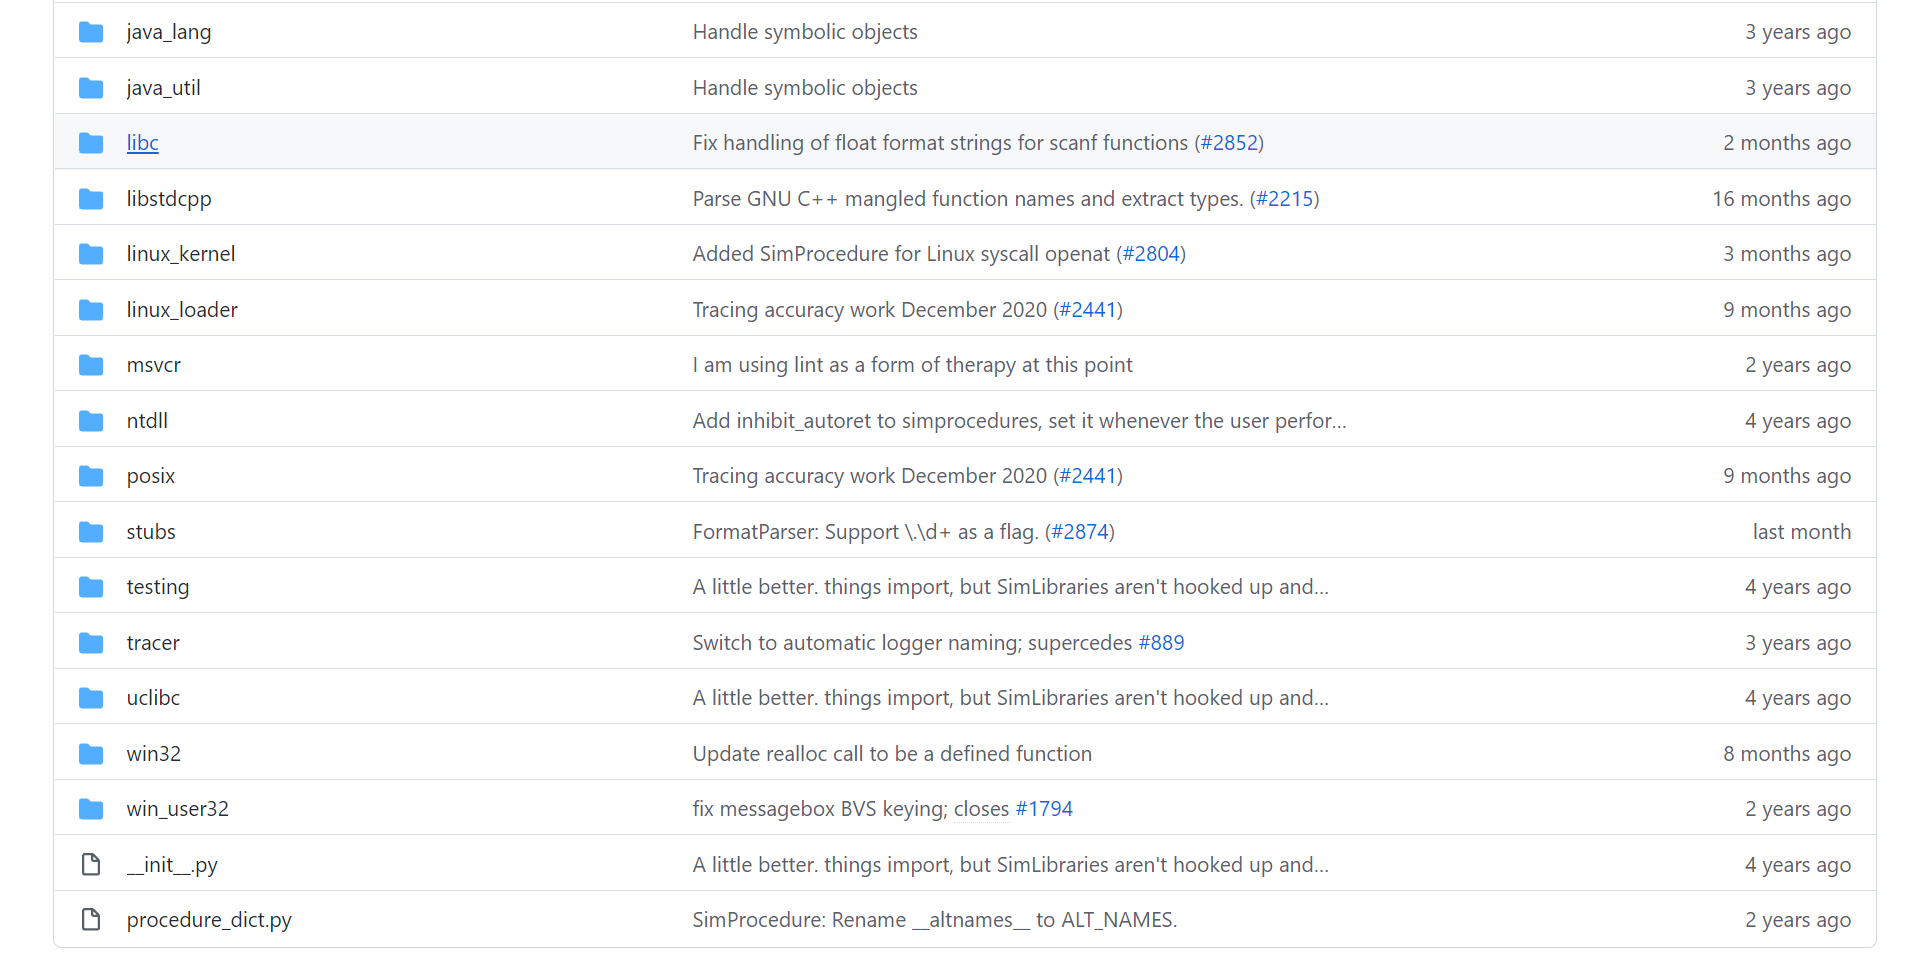 java_lang Handle symbolic objects 3 years ago
java_util Handle symbolic objects 3 years ago
libc Fix handling of float format strings for scanf functions (#2852) 2 months ago
libstdcpp Parse GNU C++ mangled function names and extract types. (#2215) 16 months ago
linux_kernel Added SimProcedure for Linux syscall openat (#2804) 3 months ago
linux_loader Tracing accuracy work December 2020 (#2441) 9 months ago
msvcr I am using lint as a form of therapy at this point 2 years ago
ntdll Add inhibit_autoret to simprocedures, set it whenever the user perfor... 4 years ago
posix Tracing accuracy work December 2020 (#2441) 9 months ago
stubs FormatParser: Support \.\d+ as a flag. (#2874) last month
testing A little better. things import, but SimLibraries aren't hooked up and... 4 years ago
tracer Switch to automatic logger naming; supercedes #889 3 years ago
uclibc A little better. things import, but SimLibraries aren't hooked up and... 4 years ago
win32 Update realloc call to be a defined function 8 months ago
win_user32 fix messagebox BVS keying; closes #1794 2 years ago
__init__.py A little better. things import, but SimLibraries aren't hooked up and... 4 years ago
procedure_dict.py SimProcedure: Rename __altnames__ to ALT_NAMES. 2 years ago